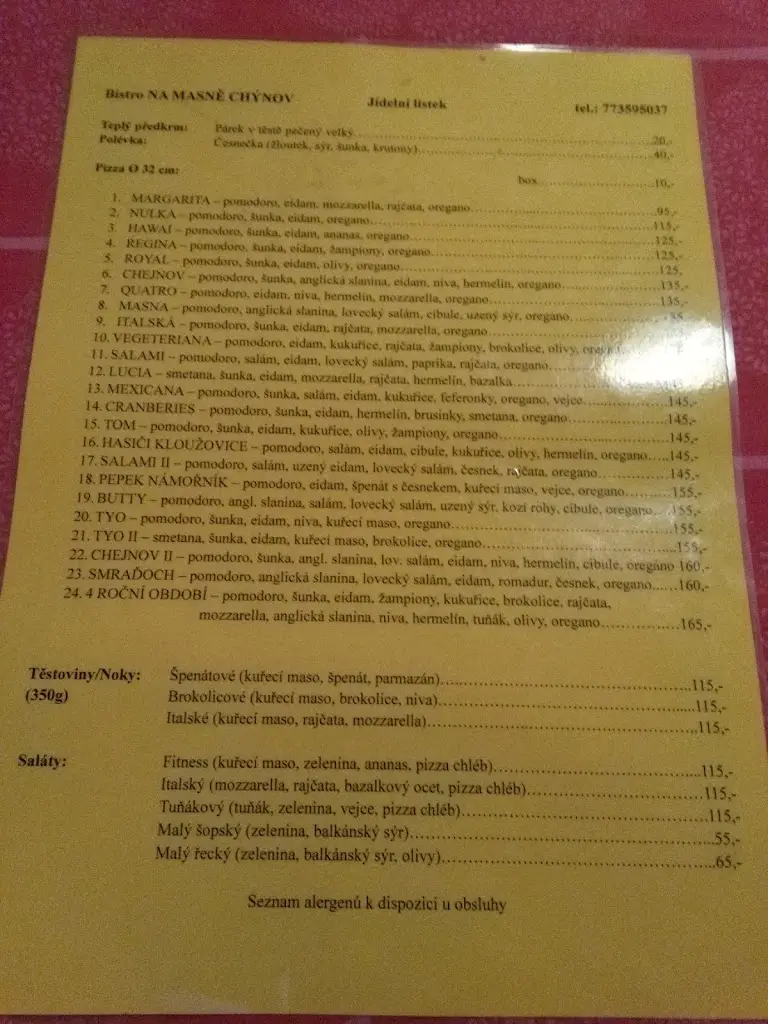 Bistro NA MASNĚ CHÝNOV Jídelní lístek tel.: 773595037
Teplý předkrm: Párek v těstě pečený velký 20,-
Polévka: Česnečka (žloutek, sýr, šunka, krutony) 40,-
Pizza Ø 32 cm: box 10,-
1. MARGARITA – pomodoro, eidam, mozzarella, rajčata, oregano 95,-
2. NULKA – pomodoro, šunka, eidam, oregano 115,-
3. HAWAI – pomodoro, šunka, eidam, ananas, oregano 125,-
4. REGINA – pomodoro, šunka, eidam, žampiony, oregano 125,-
5. ROYAL – pomodoro, šunka, eidam, olivy, oregano 125,
6. CHEJNOV – pomodoro, šunka, anglická slanina, eidam, niva, hermelín, oregano 135,-
7. QUATRO – pomodoro, eidam, niva, hermelín, mozzarella, oregano 135,-
8. MASNA – pomodoro, anglická slanina, lovecký salám, cibule, uzený sýr, oregano
9. ITALSKÁ – pomodoro, šunka, eidam, rajčata, mozzarella, oregano
10. VEGETERIANA – pomodoro, eidam, kukuřice, rajčata, žampiony, brokolice, olivy,
11. SALAMI – pomodoro, salám, eidam, lovecký salám, paprika, rajčata, oregano
12. LUCIA – smetana, šunka, eidam, mozzarella, rajčata, hermelín, bazalka
13. MEXICANA – pomodoro, šunka, salám, eidam, kukuřice, feferonky, oregano, vejce 145,-
14. CRANBERIES – pomodoro, šunka, eidam, hermelín, brusinky, smetana, oregano 145,-
15. TOM – pomodoro, šunka, eidam, kukuřice, olivy, žampiony, oregano 145,-
16. HASIČI KLOUŽOVICE – pomodoro, salám, eidam, cibule, kukuřice, olivy, hermelín, oregano 145,-
17. SALAMI II – pomodoro, salám, uzený eidam, lovecký salám, česnek, rajčata, oregano 145,-
18. PEPEK NÁMOŘNÍK – pomodoro, eidam, špenát s česnekem, kuřecí maso, vejce, oregano 155,-
19. BUTTY – pomodoro, angl. slanina, salám, lovecký salám, uzený sýr, kozí rohy, cibule, oregano 155,-
20. TYO – pomodoro, šunka, eidam, niva, kuřecí maso, oregano 155,-
21. TYO II – smetana, šunka, eidam, kuřecí maso, brokolice, oregano 155,-
22. CHEJNOV II – pomodoro, šunka, angl. slanina, lov. salám, eidam, niva, hermelín, cibule, oregano 160,-
23. SMRAĎOCH – pomodoro, anglická slanina, lovecký salám, eidam, romadur, česnek, oregano 160,-
24. 4 ROČNÍ OBDOBÍ – pomodoro, šunka, eidam, žampiony, kukuřice, brokolice, rajčata,
mozzarella, anglická slanina, niva, hermelín, tuňák, olivy, oregano 165,-
Těstoviny/Noky: Špenátové (kuřecí maso, špenát, parmazán) 115,-
(350g) Brokolicové (kuřecí maso, brokolice, niva) 115,-
Italské (kuřecí maso, rajčata, mozzarella) 115,-
Saláty: Fitness (kuřecí maso, zelenina, ananas, pizza chléb) 115,-
Italský (mozzarella, rajčata, bazalkový ocet, pizza chléb) 115,-
Tuňákový (tuňák, zelenina, vejce, pizza chléb) 115,-
Malý šopský (zelenina, balkánský sýr) 55,-
Malý řecký (zelenina, balkánský sýr, olivy) 65,-
Seznam alergenů k dispozici u obsluhy